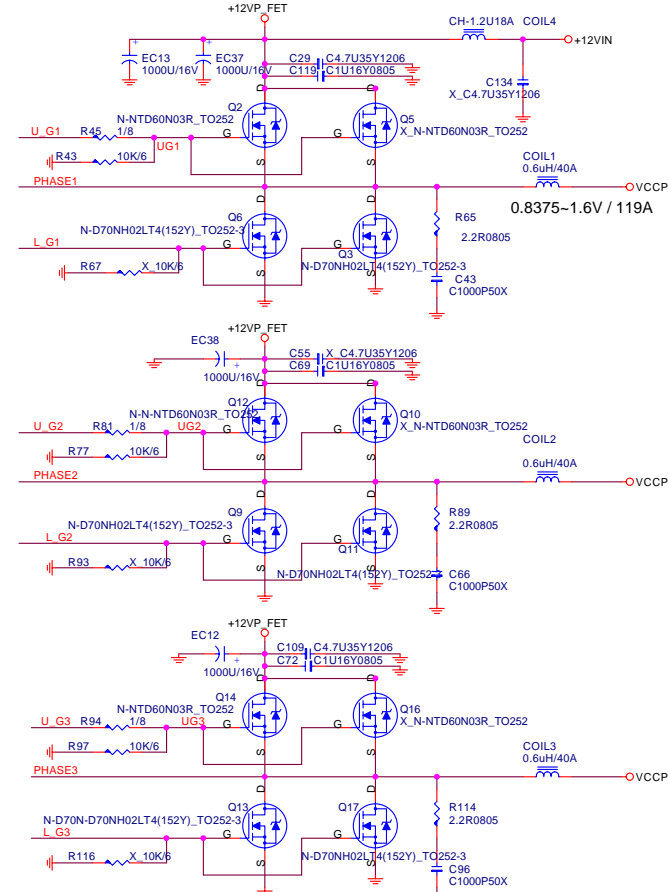 +12VP_FET
CH-1.2U18A COIL4
+12VIN
EC13
1000U/16V
EC37
1000U/16V
C29 C4.7U35Y1206
C119 C1U16Y0805
C134
X_C4.7U35Y1206
D D
Q2
N-NTD60N03R_TO252
Q5
X_N-NTD60N03R_TO252
U_G1 R45 1/8
UG1
G G
R43 10K/6
S S
COIL1
0.6uH/40A
PHASE1
VCCP
0.8375~1.6V / 119A
D D
Q6
N-D70NH02LT4(152Y)_TO252-3
R65
2.2R0805
L_G1
G G
Q3
N-D70NH02LT4(152Y)_TO252-3
R67 X_10K/6
S S
C43
C1000P50X
+12VP_FET
EC38
1000U/16V
C55 X_C4.7U35Y1206
C69 C1U16Y0805
D D
Q12
N-N-NTD60N03R_TO252
Q10
X_N-NTD60N03R_TO252
U_G2 R81 1/8 UG2
G G
R77 10K/6
S S
COIL2
0.6uH/40A
PHASE2
VCCP
D D
Q9
N-D70NH02LT4(152Y)_TO252-3
R89
2.2R0805
L_G2
G G
Q11
N-D70NH02LT4(152Y)_TO252-3
R93 X_10K/6
S S
C66
C1000P50X
+12VP_FET
EC12
1000U/16V
C109 C4.7U35Y1206
C72 C1U16Y0805
D D
Q14
N-NTD60N03R_TO252
Q16
X_N-NTD60N03R_TO252
U_G3 R94 1/8 UG3
G G
R97 10K/6
S S
COIL3
0.6uH/40A
PHASE3
VCCP
D D
Q13
N-D70N-D70NH02LT4(152Y)_TO252-3
Q17
R114
2.2R0805
L_G3
G G
N-D70NH02LT4(152Y)_TO252-3
R116 X_10K/6
S S
C96
C1000P50X